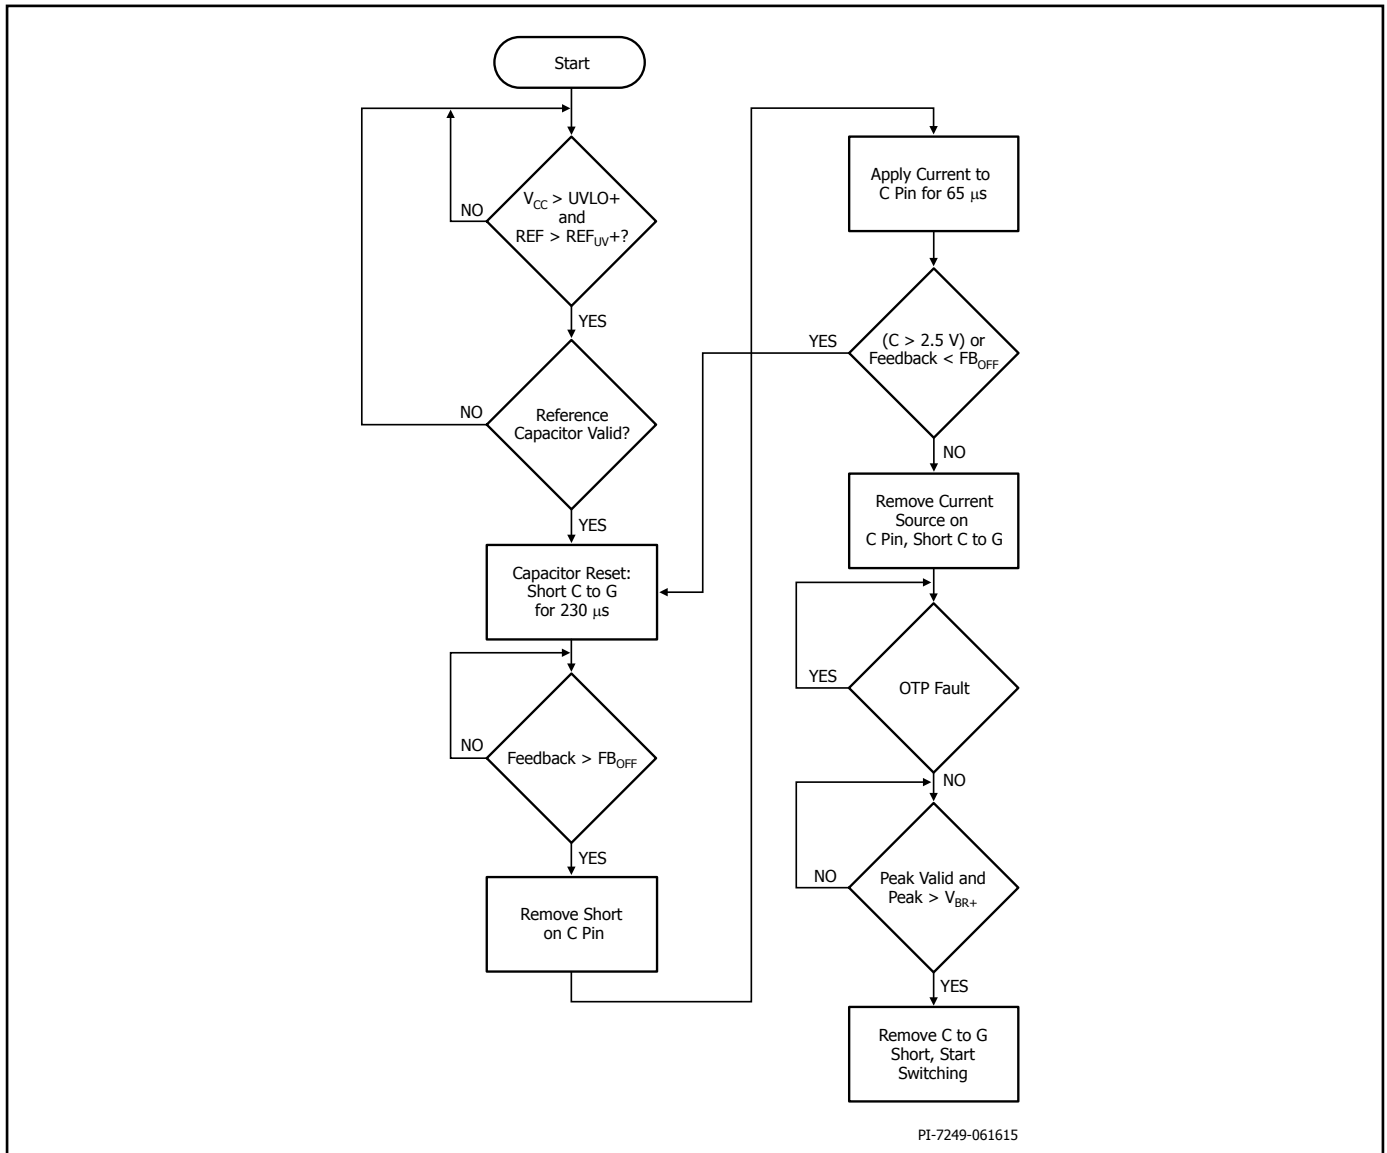 Start
V_CC > UVLO+
and
REF > REF_UV+?
NO
YES
Reference
Capacitor Valid?
NO
YES
Capacitor Reset:
Short C to G
for 230 μs
Feedback > FB_OFF
NO
YES
Remove Short
on C Pin
Apply Current to
C Pin for 65 μs
(C > 2.5 V) or
Feedback < FB_OFF
YES
NO
Remove Current
Source on
C Pin, Short C to G
OTP Fault
YES
NO
Peak Valid and
Peak > V_BR+
NO
YES
Remove C to G
Short, Start
Switching
PI-7249-061615